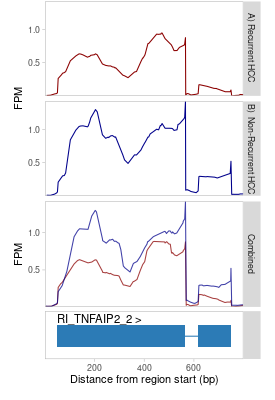 1.0
0.5
FPM
A) Recurrent HCC
1.0
0.5
B) Non-Recurrent HCC
1.0
0.5
FPM
Combined
RI_TNFAIP2_2 >
200 400 600
Distance from region start (bp)